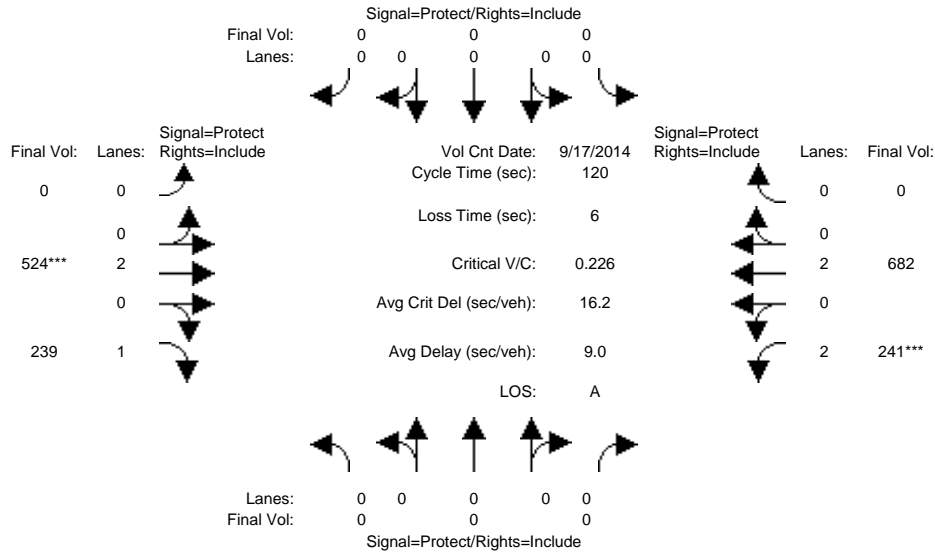 Signal=Protect/Rights=Include
Final Vol: 0 0 0
Lanes: 0 0 0 0 0
Signal=Protect Signal=Protect
Final Vol: Lanes: Rights=Include Vol Cnt Date: 9/17/2014 Rights=Include Lanes: Final Vol:
Cycle Time (sec): 120
0 0 0 0
Loss Time (sec): 6
0 0
524*** 2 Critical V/C: 0.226 2 682
0 Avg Crit Del (sec/veh): 16.2 0
239 1 Avg Delay (sec/veh): 9.0 2 241***
LOS: A
Lanes: 0 0 0 0 0
Final Vol: 0 0 0
Signal=Protect/Rights=Include